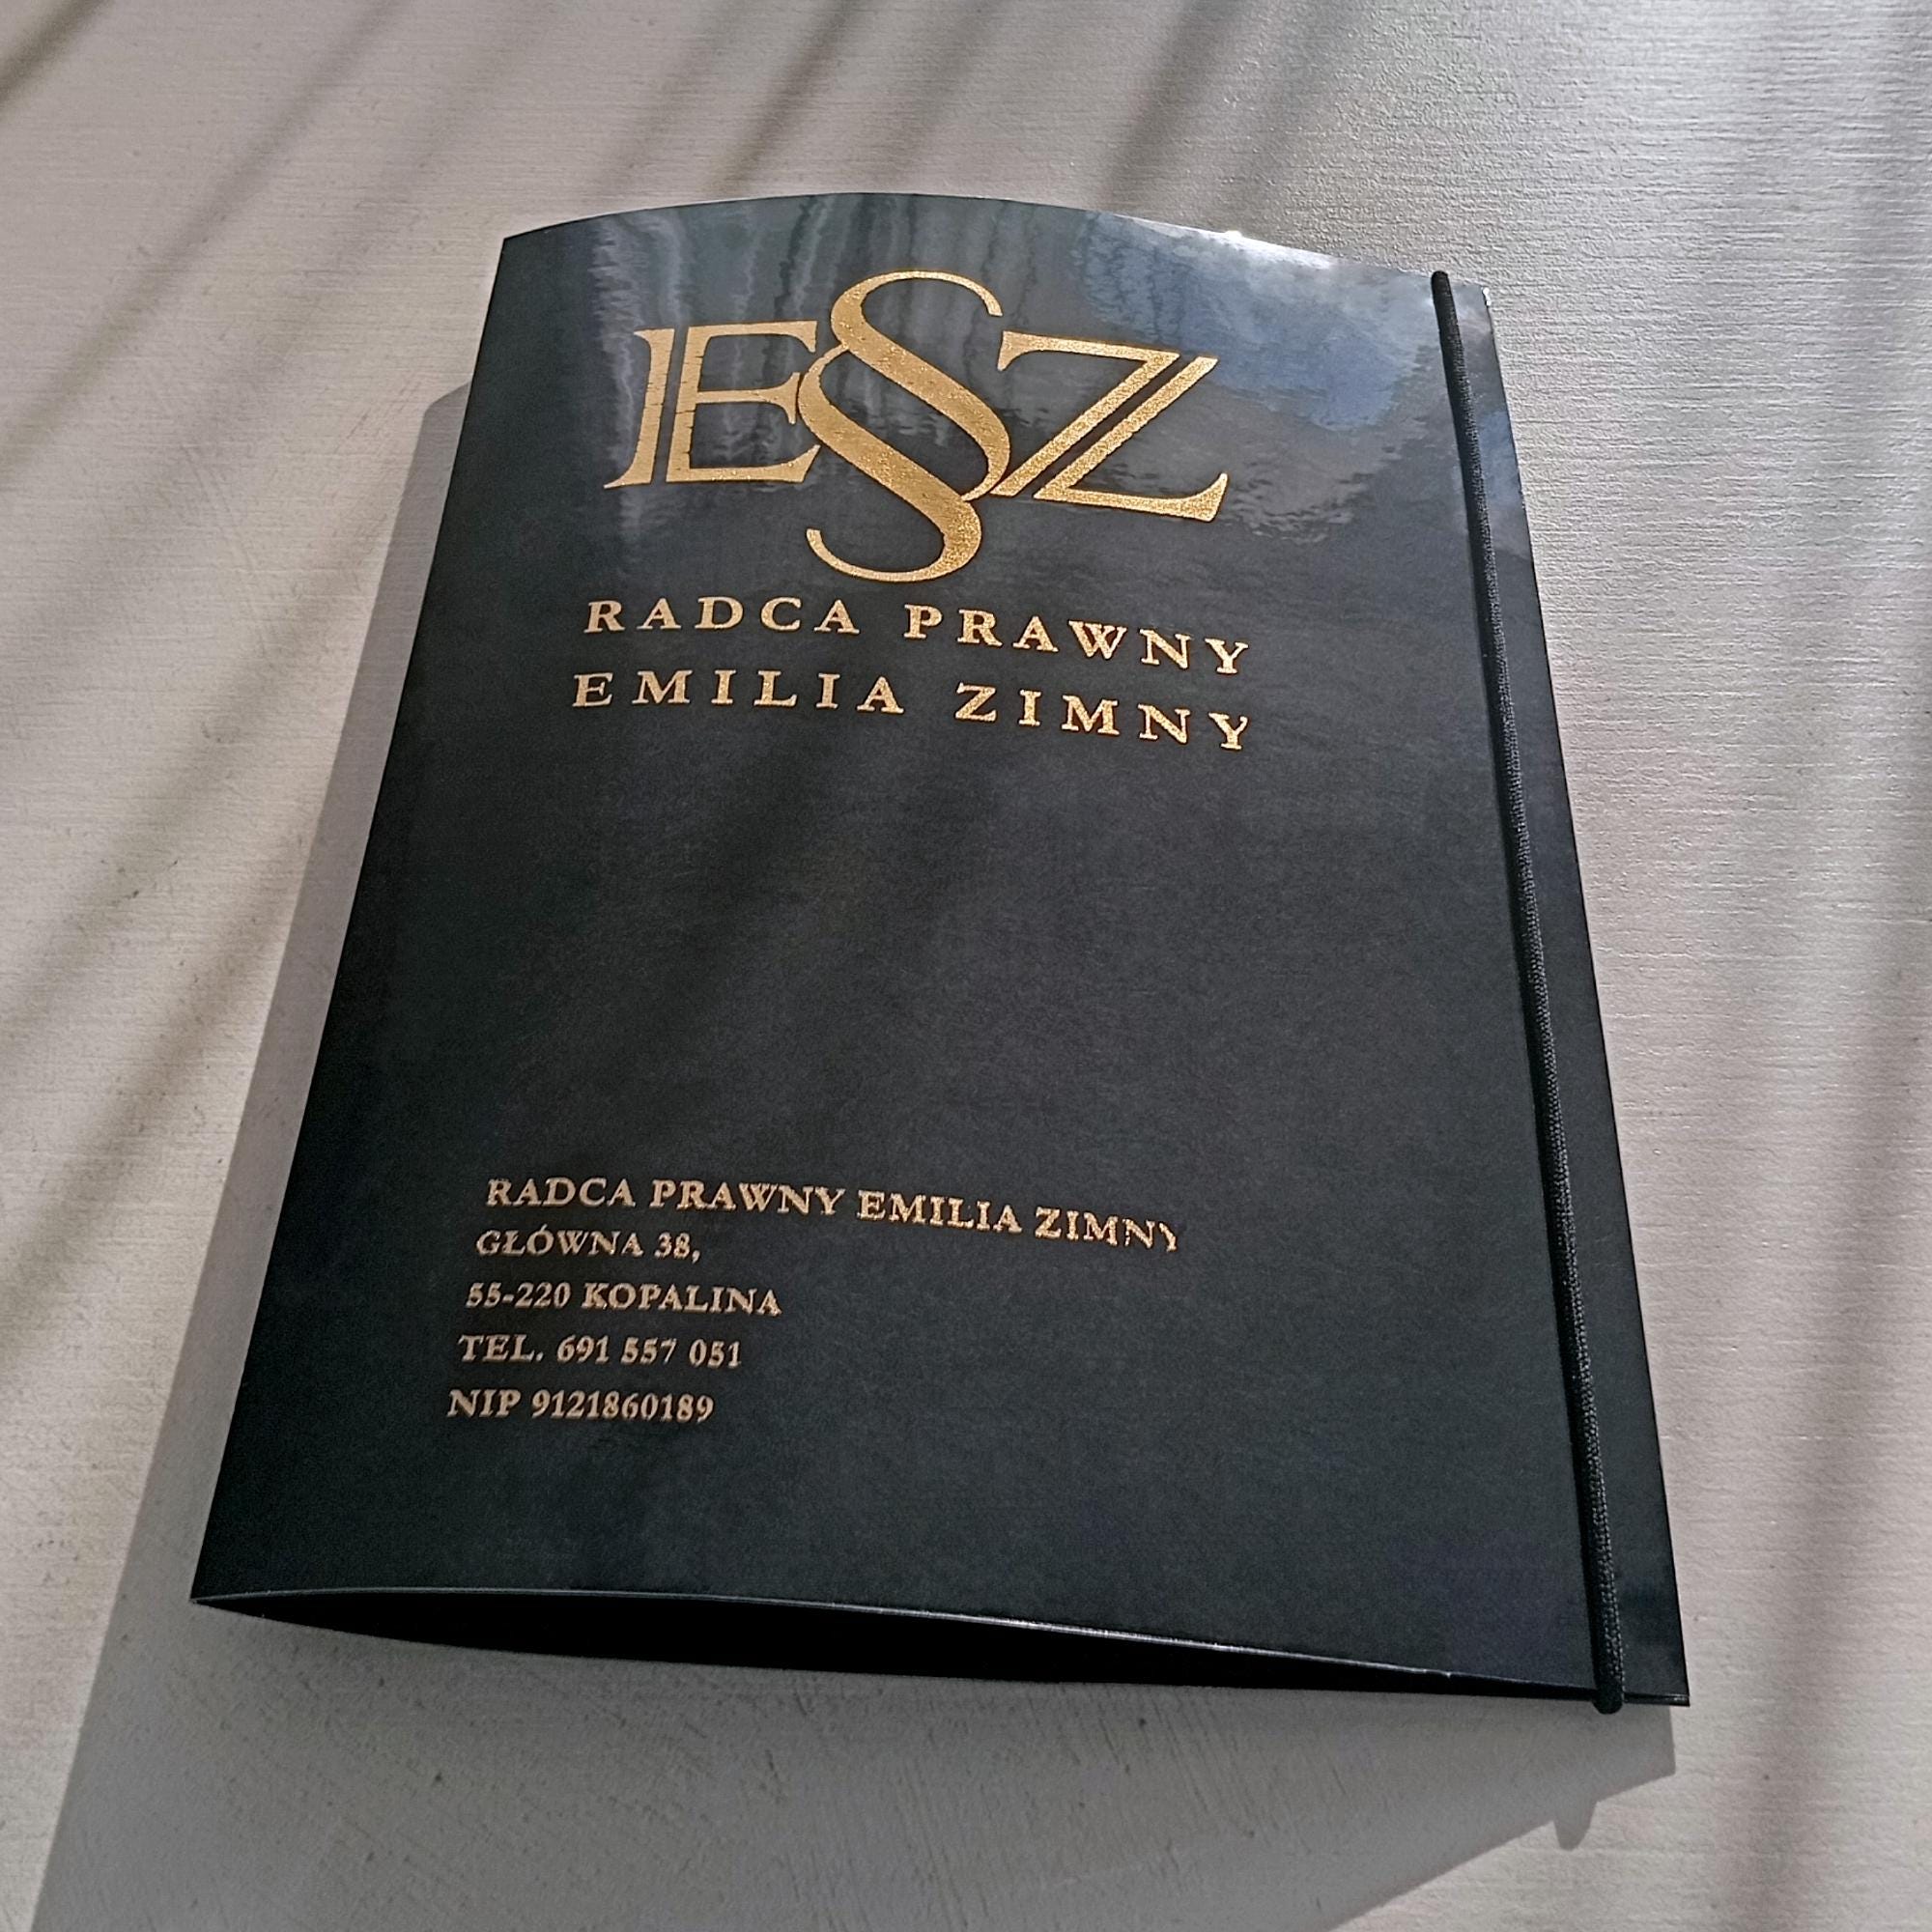 E§Z
RADCA PRAWNY
EMILIA ZIMNY
RADCA PRAWNY EMILIA ZIMNY
GŁÓWNA 38,
55-220 KOPALINA
TEL. 691 557 051
NIP 9121860189